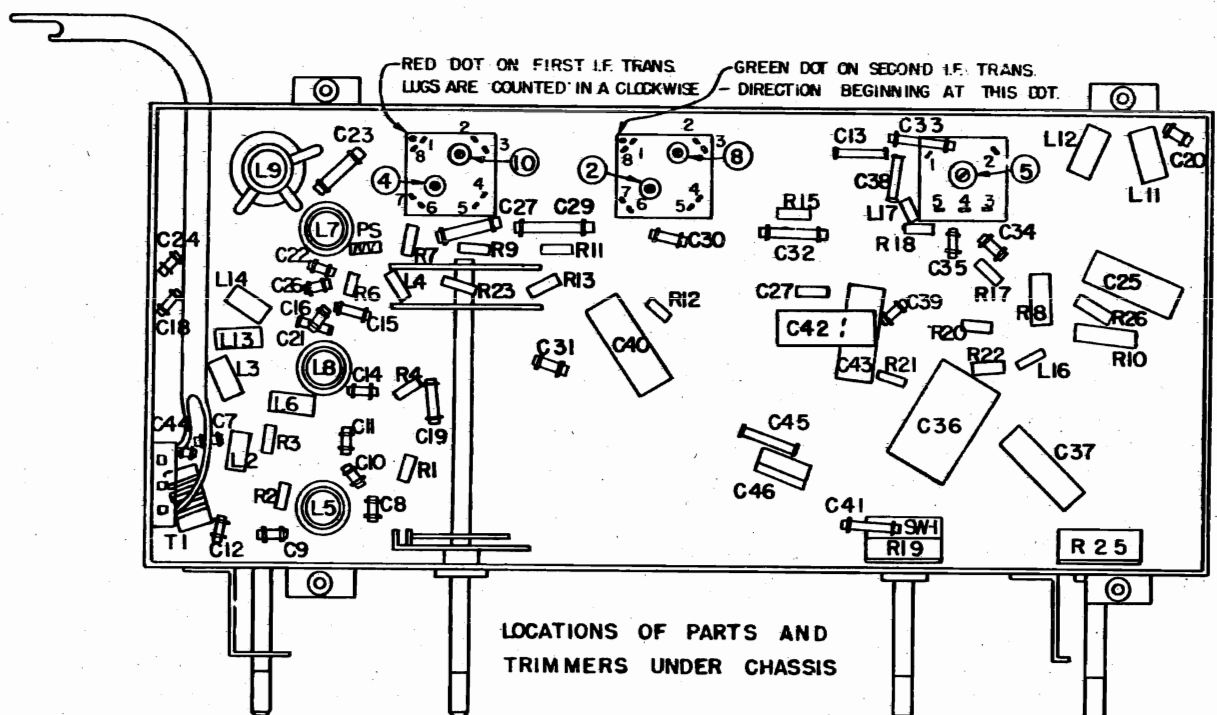 RED DOT ON FIRST I.F. TRANS.
LUGS ARE COUNTED IN A CLOCKWISE - DIRECTION BEGINNING AT THIS DOT.
GREEN DOT ON SECOND I.F. TRANS.
C23
L9
L7
PS
C24
C22
C26
L14
C16
C21
C18
L13
L3
R6
C15
L8
C14
R4
L6
C19
C44
C7
L2
R3
C11
C10
R1
R2
L5
C8
T1
C12
C9
1
2
3
4
5
6
7
8
10
4
R7
C27
R9
C29
R11
L4
R23
R13
1
2
3
4
5
6
7
8
2
8
C30
R12
C40
C31
C13
C33
C38
L17
R18
R15
C32
1
2
3
4
5
5
C35
C34
R17
L12
L11
C20
C25
R8
R26
R10
C27
C42
C43
C39
R20
R21
R22
L16
C36
C37
C45
C46
C41
SW-1
R19
R25
LOCATIONS OF PARTS AND
TRIMMERS UNDER CHASSIS